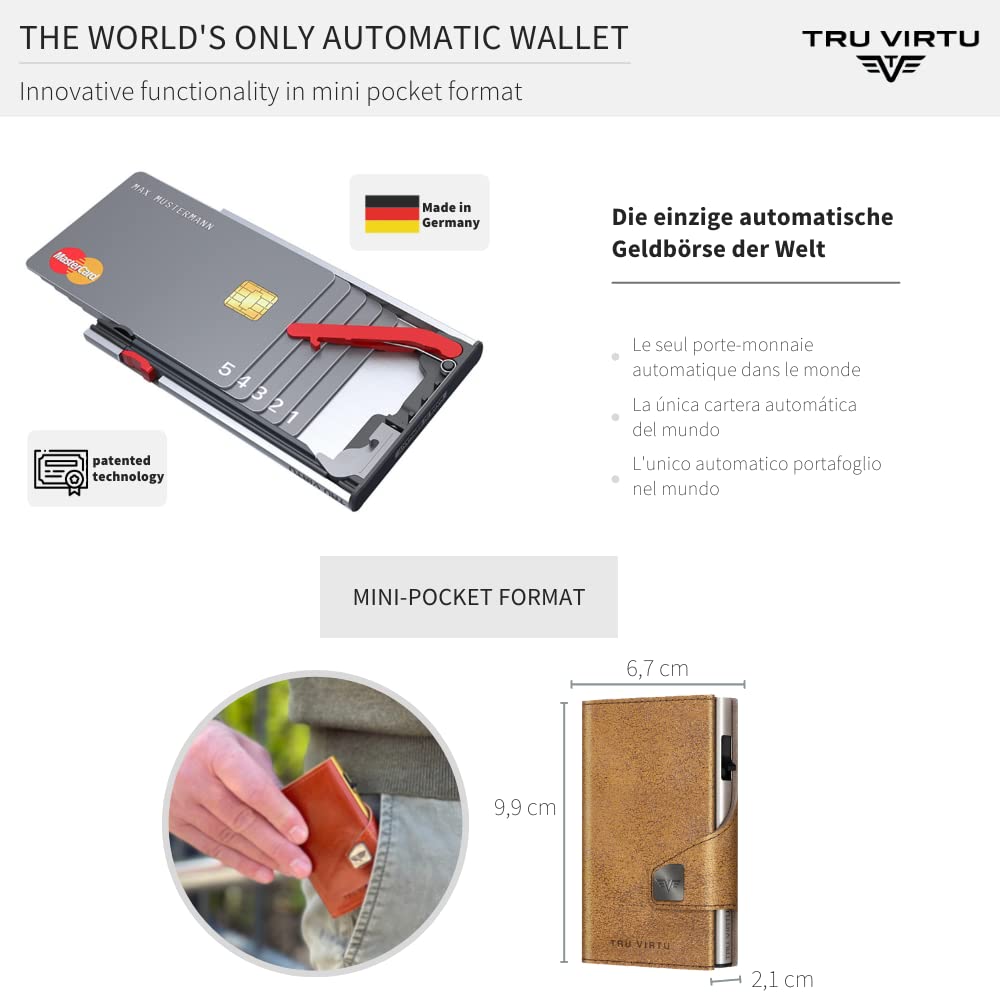 THE WORLD'S ONLY AUTOMATIC WALLET
Innovative functionality in mini pocket format
TRU VIRTU
MAX MUSTERMANN
MasterCard
5 4 3 2 1
Made in
Germany
patented
technology
Die einzige automatische
Geldbörse der Welt
Le seul porte-monnaie
automatique dans le monde
La única cartera automática
del mundo
L'unico automatico portafoglio
nel mundo
MINI-POCKET FORMAT
6,7 cm
9,9 cm
TRU VIRTU
2,1 cm